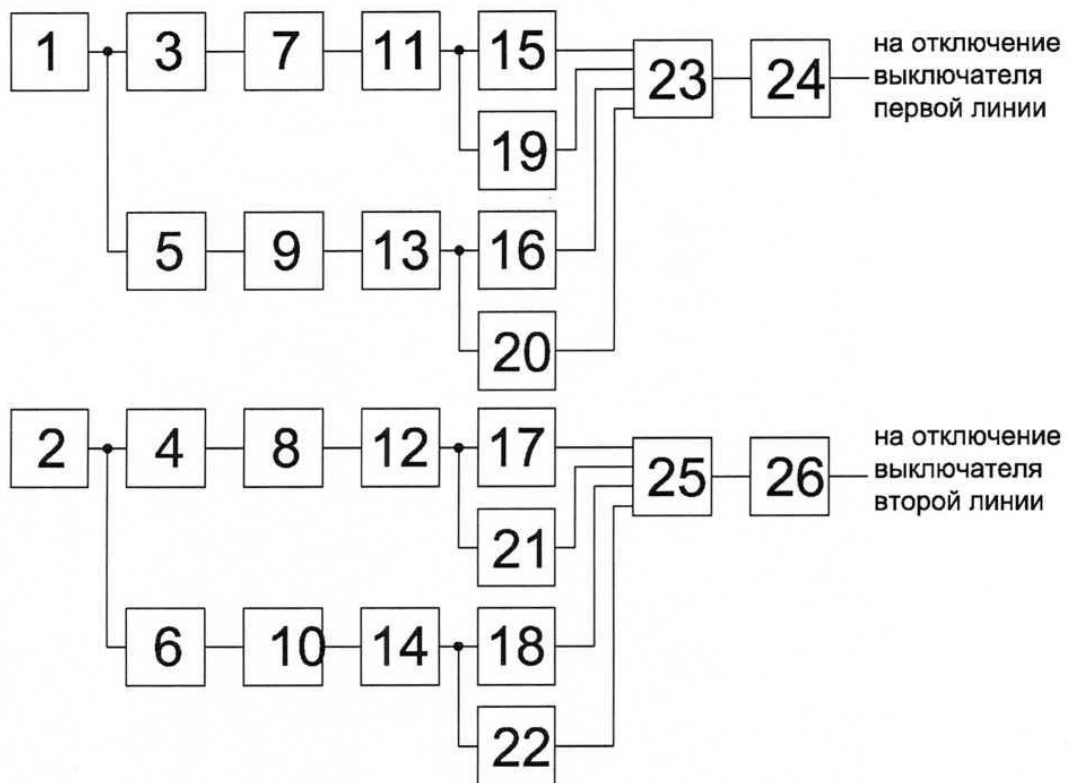 1 3 7 11 15 23 24
на отключение
выключателя
первой линии
19
5 9 13 16
20
2 4 8 12 17 25 26
на отключение
выключателя
второй линии
21
6 10 14 18
22